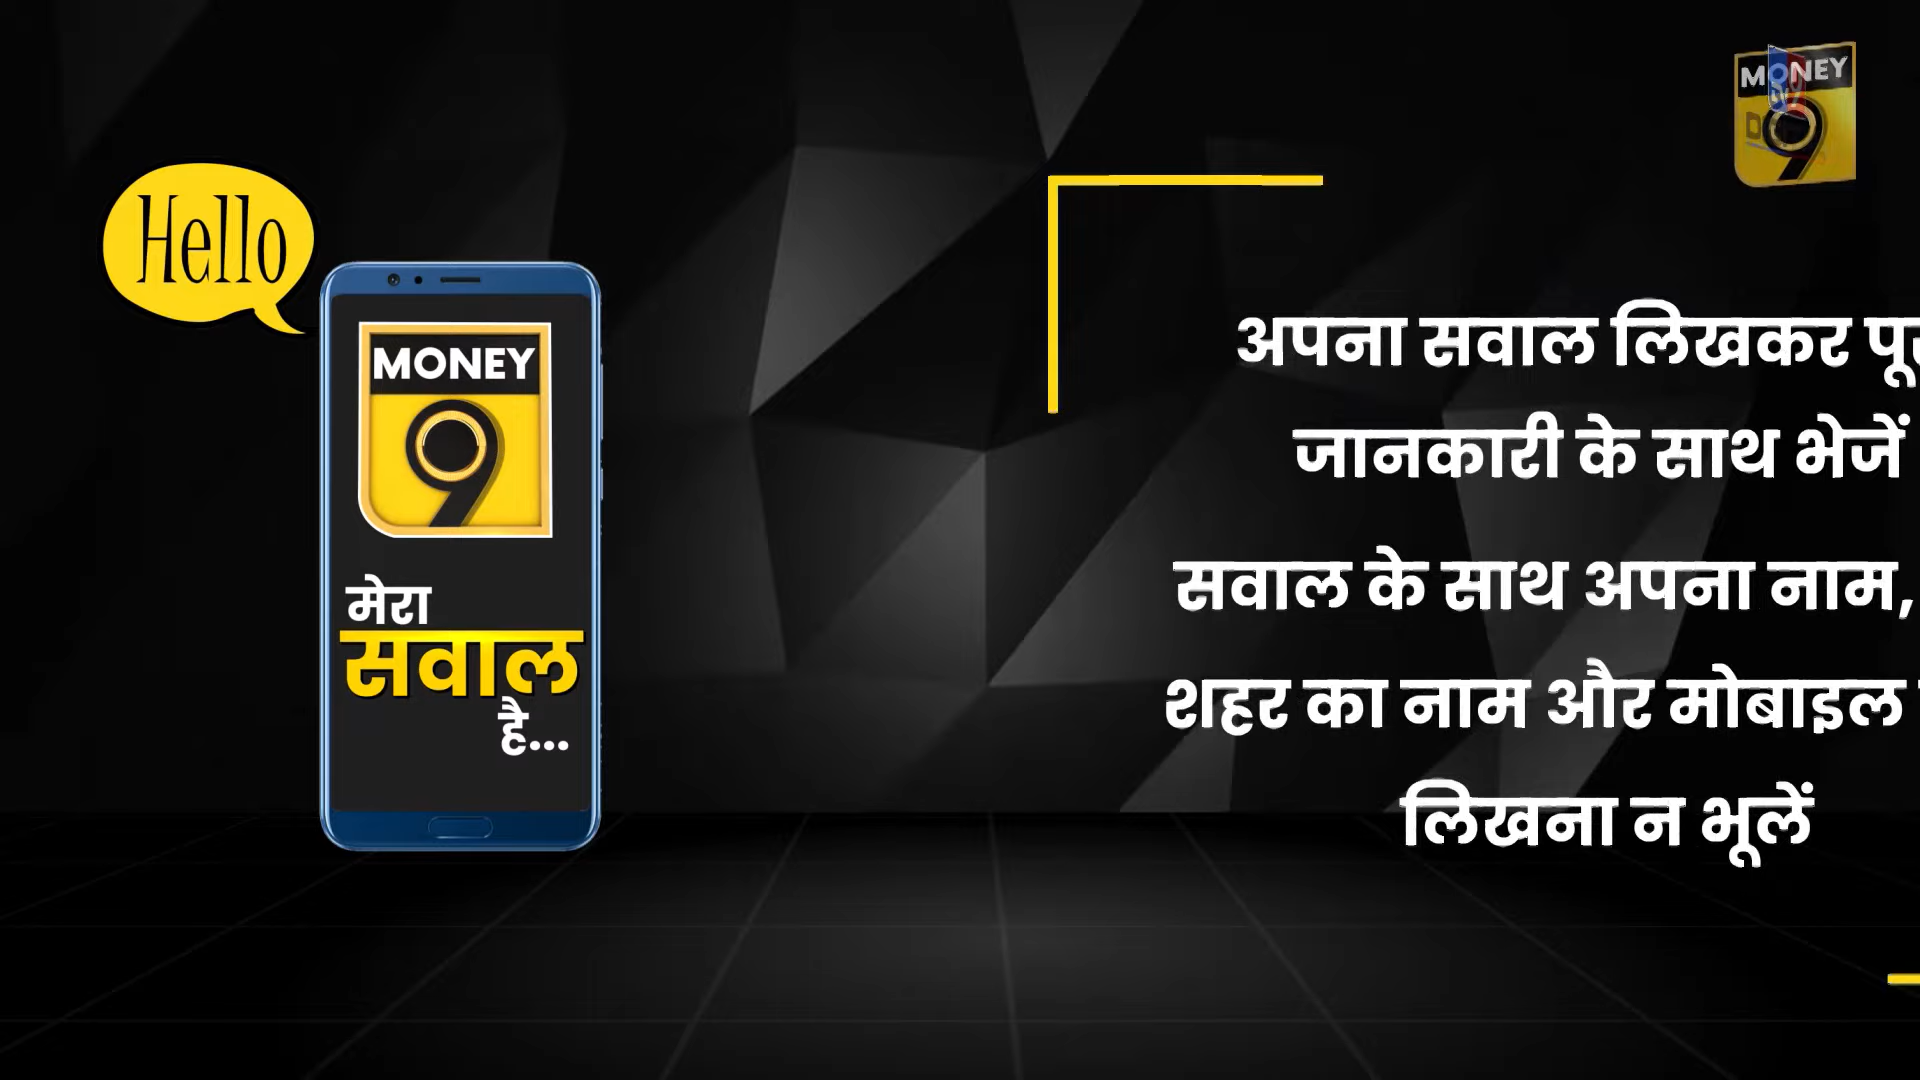 Hello
MONEY
9
मेरा
सवाल
है...
MONEY
9
अपना सवाल लिखकर
जानकारी के साथ भेजें
सवाल के साथ अपना नाम,
शहर का नाम और मोबाइल
लिखना न भूलें